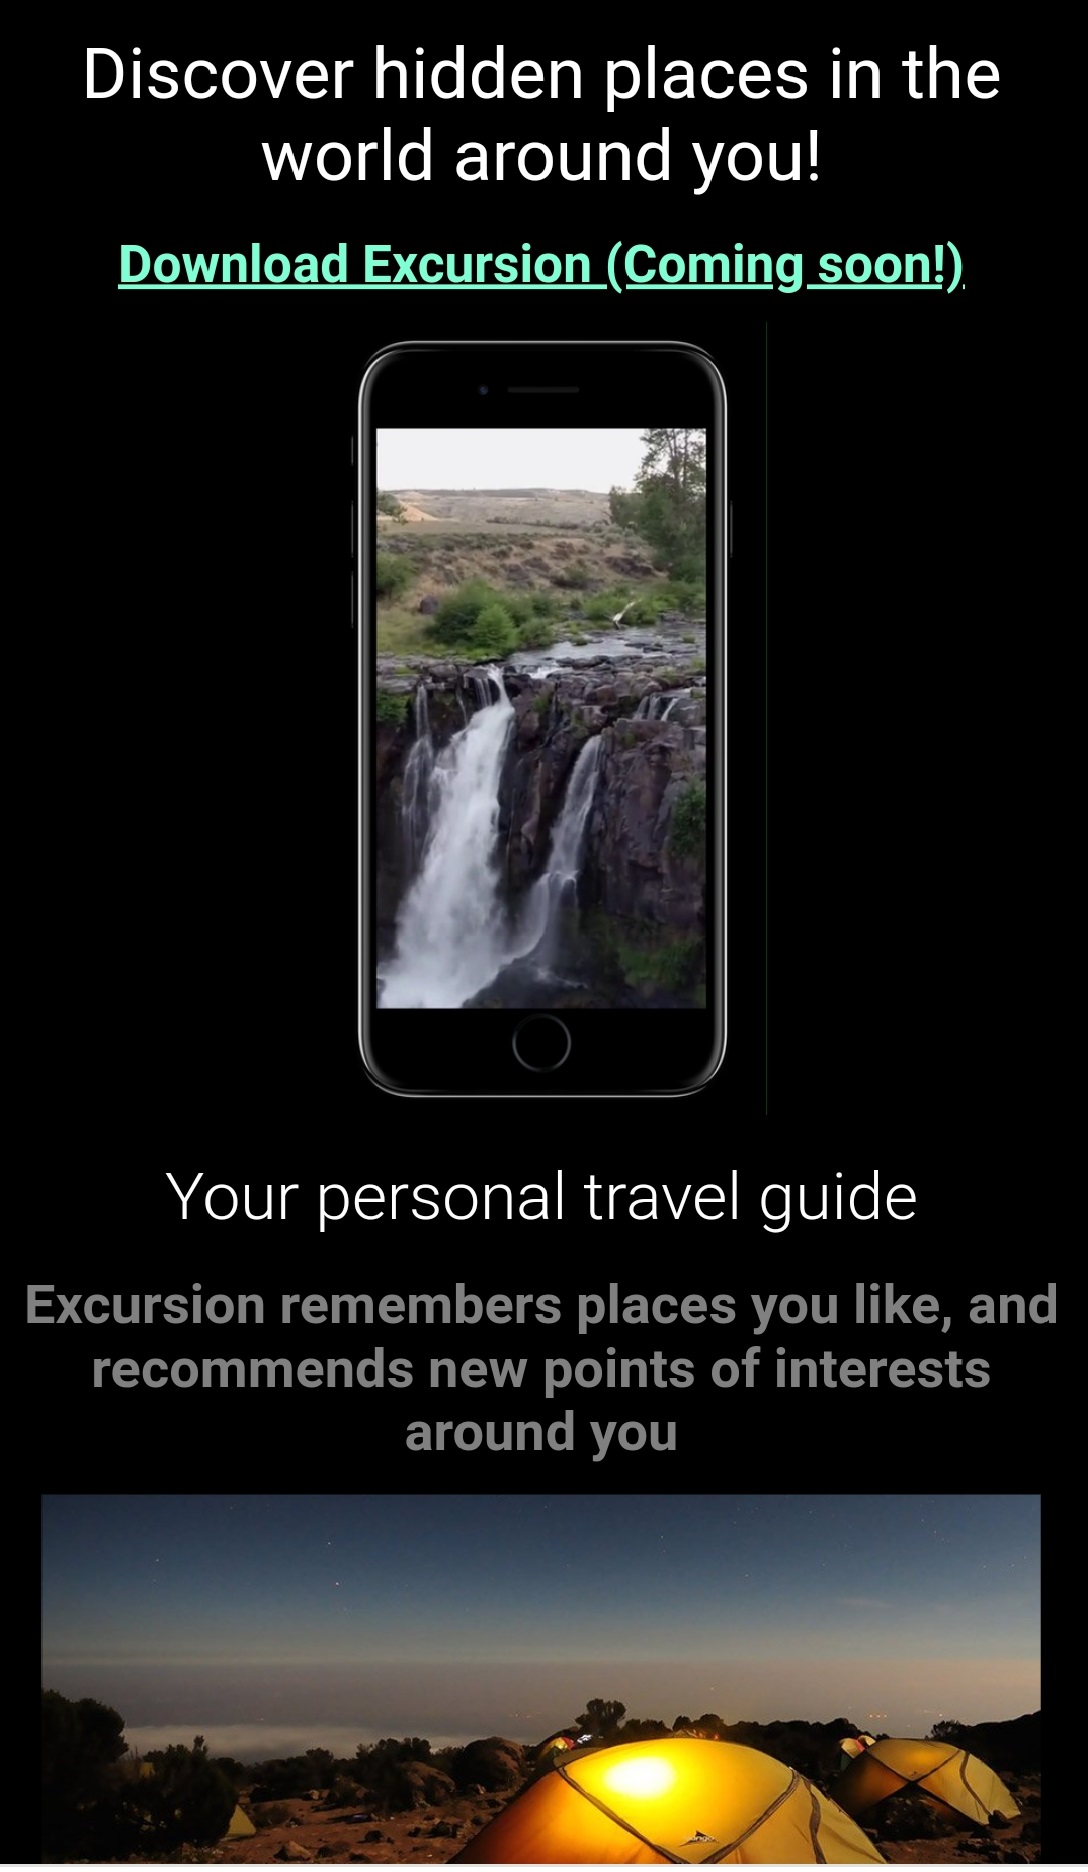 Discover hidden places in the
world around you!
Download Excursion (Coming soon!)
Your personal travel guide
Excursion remembers places you like, and
recommends new points of interests
around you